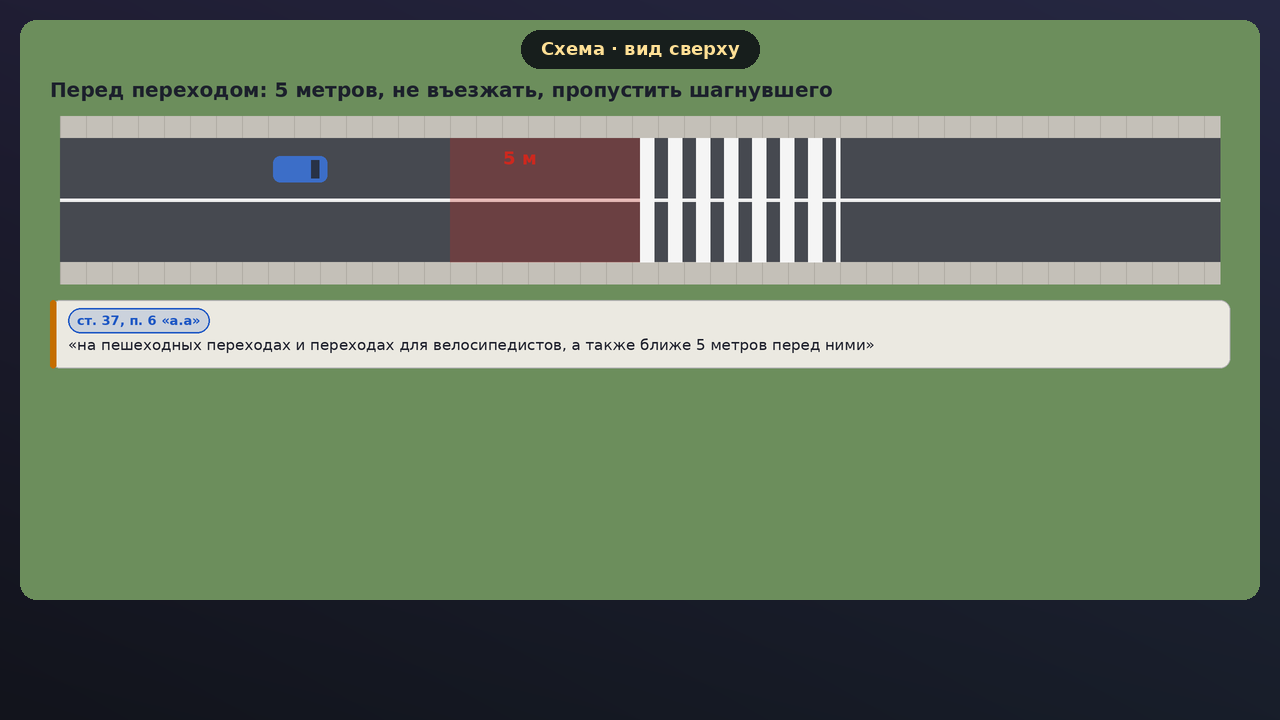 Схема · вид сверху
Перед переходом: 5 метров, не въезжать, пропустить шагнувшего
5 м
ст. 37, п. 6 «а.а»
«на пешеходных переходах и переходах для велосипедистов, а также ближе 5 метров перед ними»